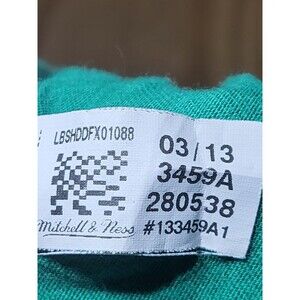 LBSHDDFX01088
03/13
3459A
280538
Mitchell & Ness
#133459A1